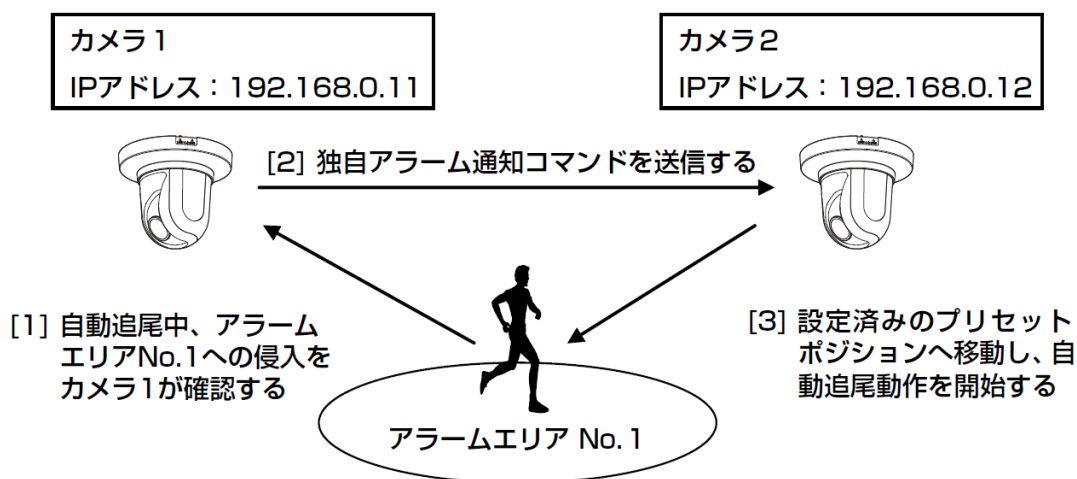 カメラ1
IPアドレス：192.168.0.11
カメラ2
IPアドレス：192.168.0.12
[2] 独自アラーム通知コマンドを送信する
[1] 自動追尾中、アラーム
エリアNo.1への侵入を
カメラ1が確認する
[3] 設定済みのプリセット
ポジションへ移動し、自
動追尾動作を開始する
アラームエリア No.1